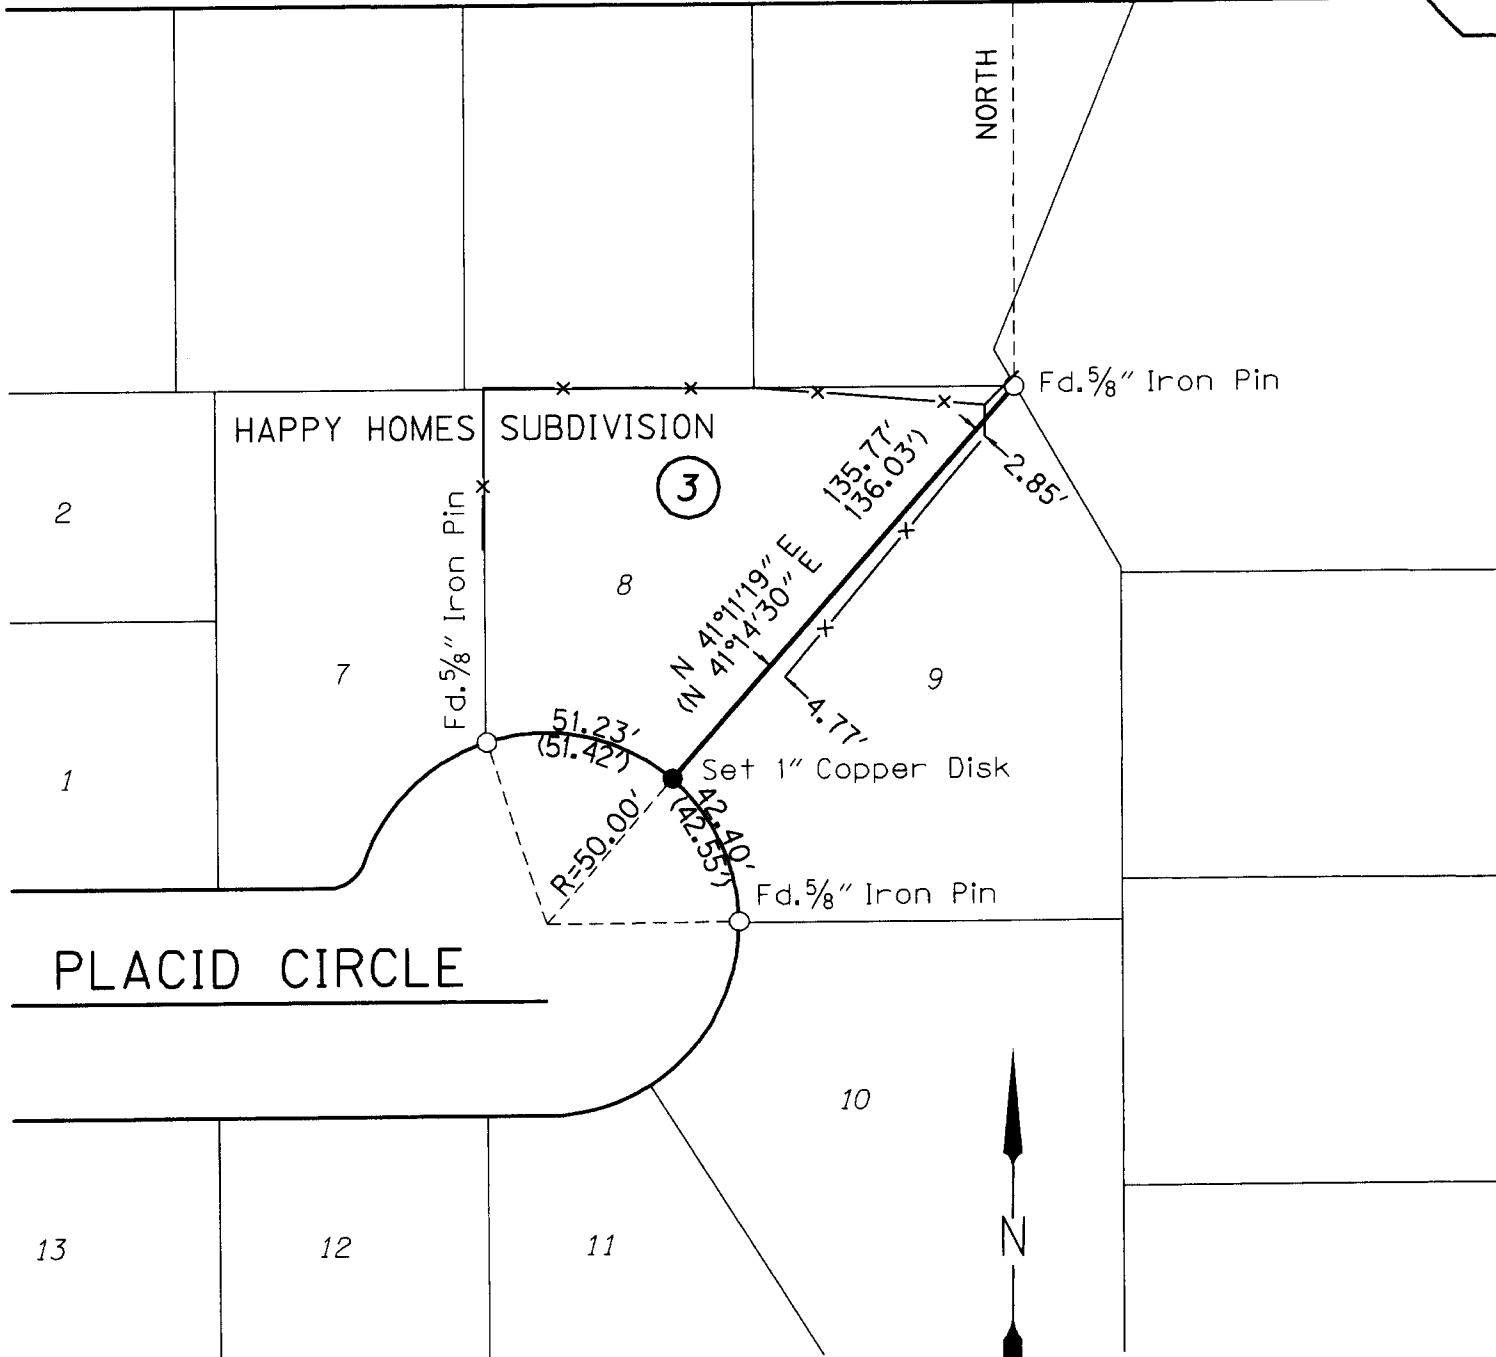 NORTH
Fd.5/8" Iron Pin
HAPPY HOMES SUBDIVISION
3
135.77'
136.03')
2.85'
2
Fd.5/8" Iron Pin
8
N 41°11'19" E
(N 41°14'30" E
7
9
4.77'
51.23'
(51.42')
1
Set 1" Copper Disk
R=50.00'
42.40'
(42.55')
Fd.5/8" Iron Pin
PLACID CIRCLE
10
N
13
12
11